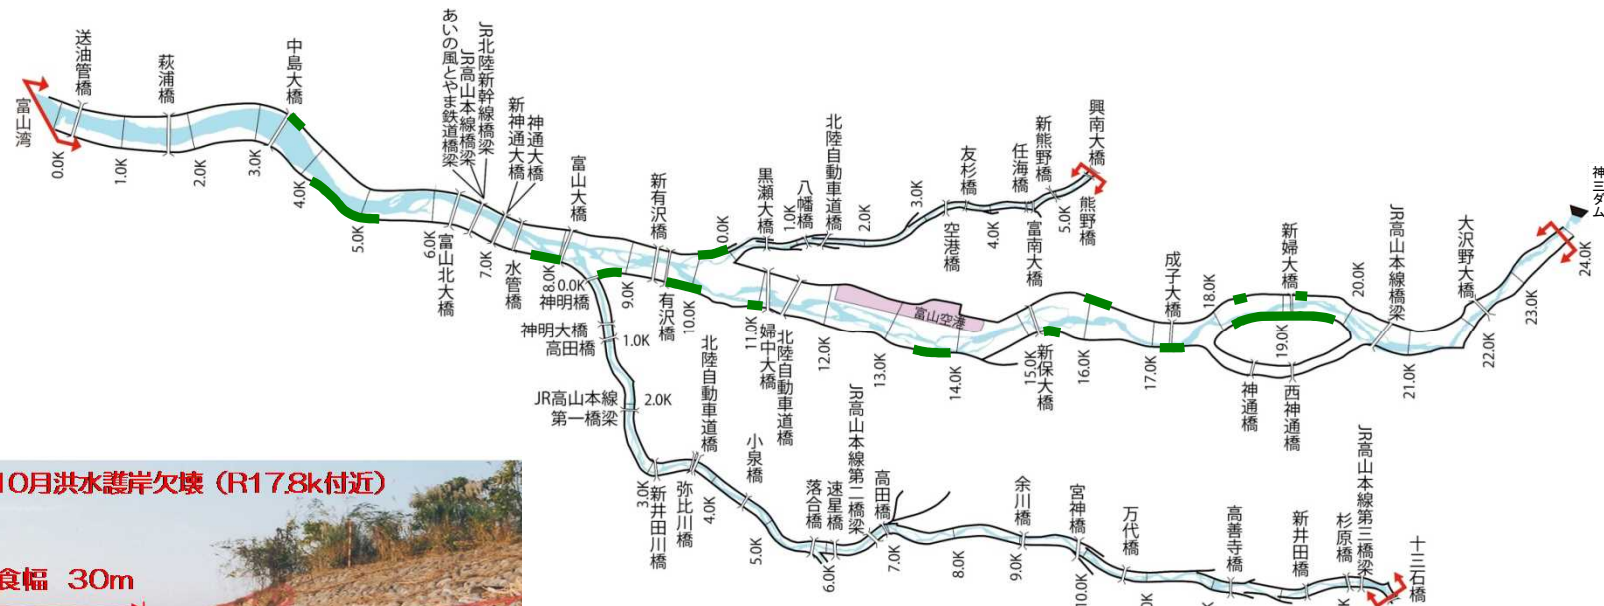 富山湾
送油管橋
萩浦橋
中島大橋
あいの風とやま鉄道橋梁
JR高山本線橋梁
JR北陸新幹線橋梁
新神通大橋
神通大橋
富山大橋
新有沢橋
黒瀬大橋
八幡橋
北陸自動車道橋
友杉橋
任海橋
新熊野橋
興南大橋
神三ダム
0.0K
1.0K
2.0K
3.0K
4.0K
5.0K
6.0K
富山北大橋
7.0K
水管橋
8.0K
0.0K
神明橋
9.0K
有沢橋
10.0K
0.0K
1.0K
2.0K
3.0K
空港橋
4.0K
富南大橋
5.0K
熊野橋
11.0K
婦中大橋
北陸自動車道橋
12.0K
富山空港
13.0K
14.0K
15.0K
新保大橋
16.0K
成子大橋
17.0K
18.0K
新婦大橋
19.0K
神通橋
西神通橋
20.0K
JR高山本線橋梁
21.0K
大沢野大橋
22.0K
23.0K
24.0K
神明大橋
高田橋
1.0K
JR高山本線
第一橋梁
2.0K
3.0K
新井田川橋
弥比川橋
北陸自動車道橋
4.0K
小泉橋
5.0K
落合橋
速星橋
6.0K
JR高山本線第二橋梁
高田橋
7.0K
8.0K
余川橋
9.0K
宮神橋
10.0K
万代橋
高善寺橋
新井田橋
杉原橋
JR高山本線第三橋梁
十三石橋
10月洪水護岸欠壊（R17.8k付近）
食幅 30m